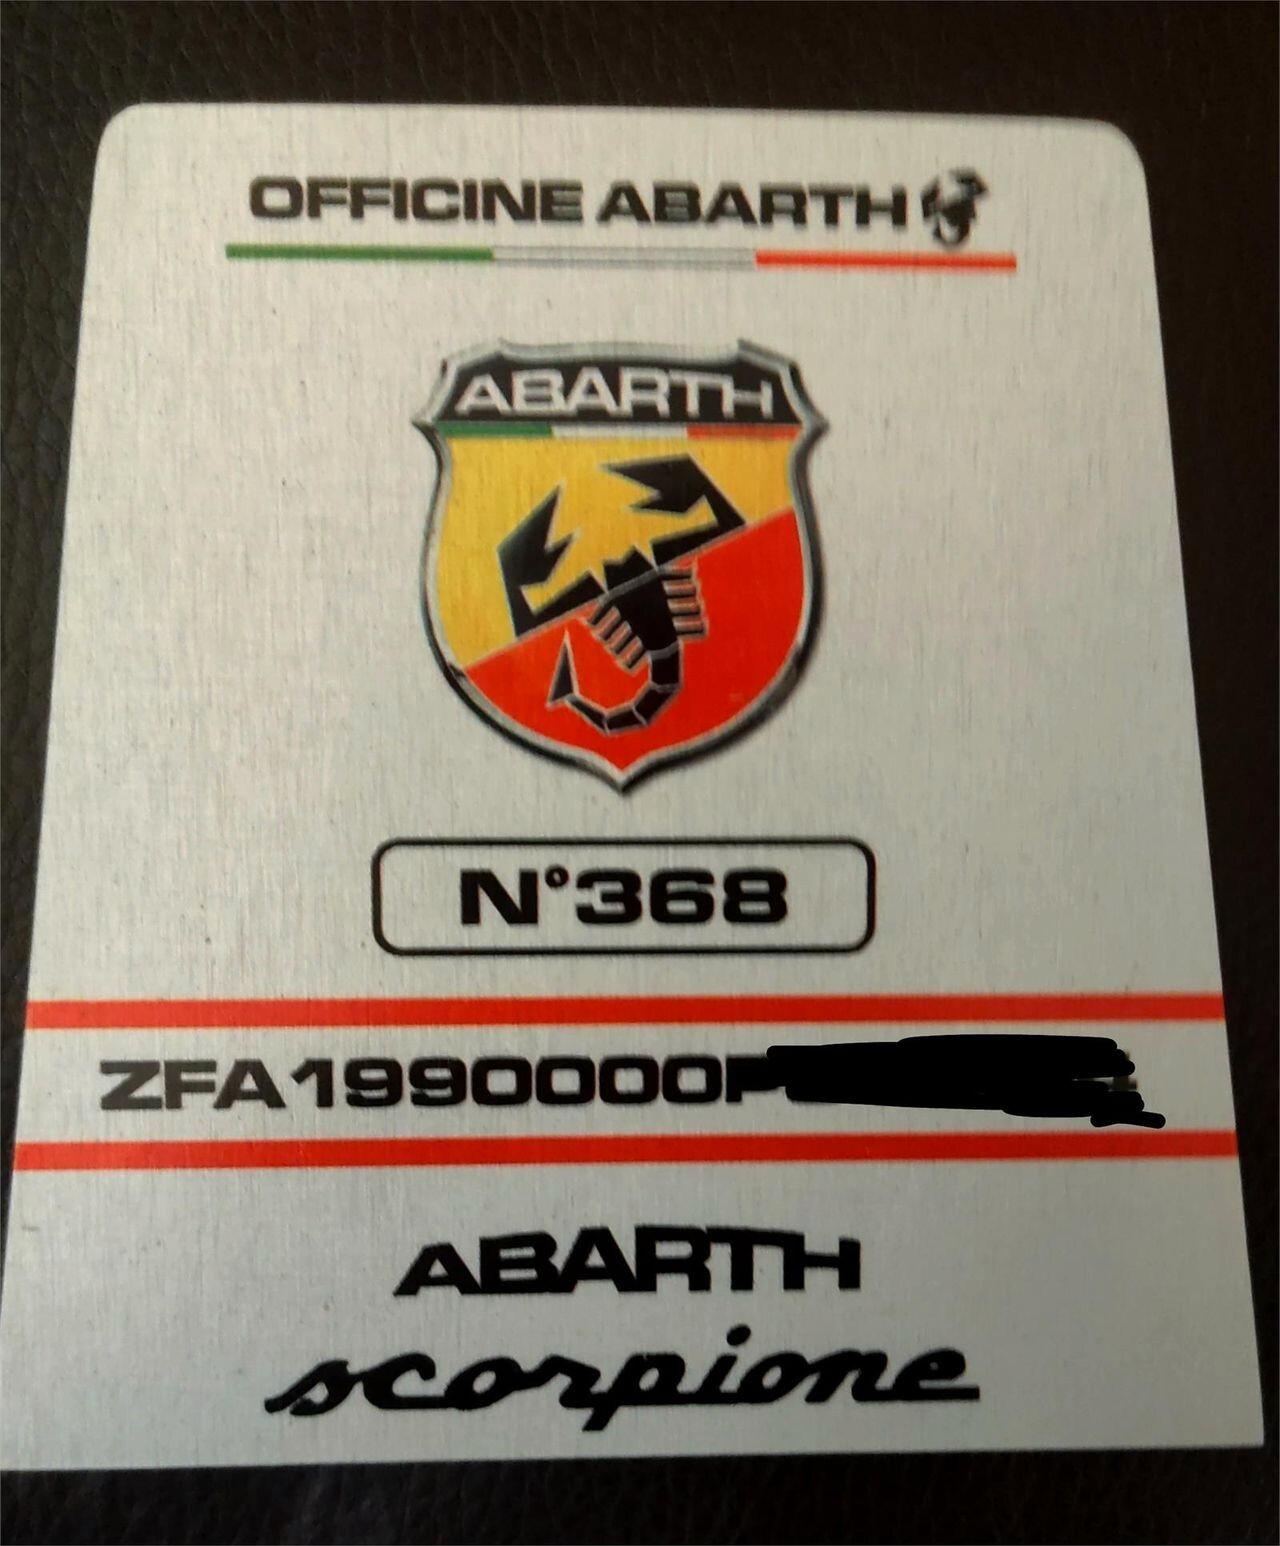 OFFICINE ABARTH
ABARTH
N°368
ZFA1990000P
ABARTH
scorpione